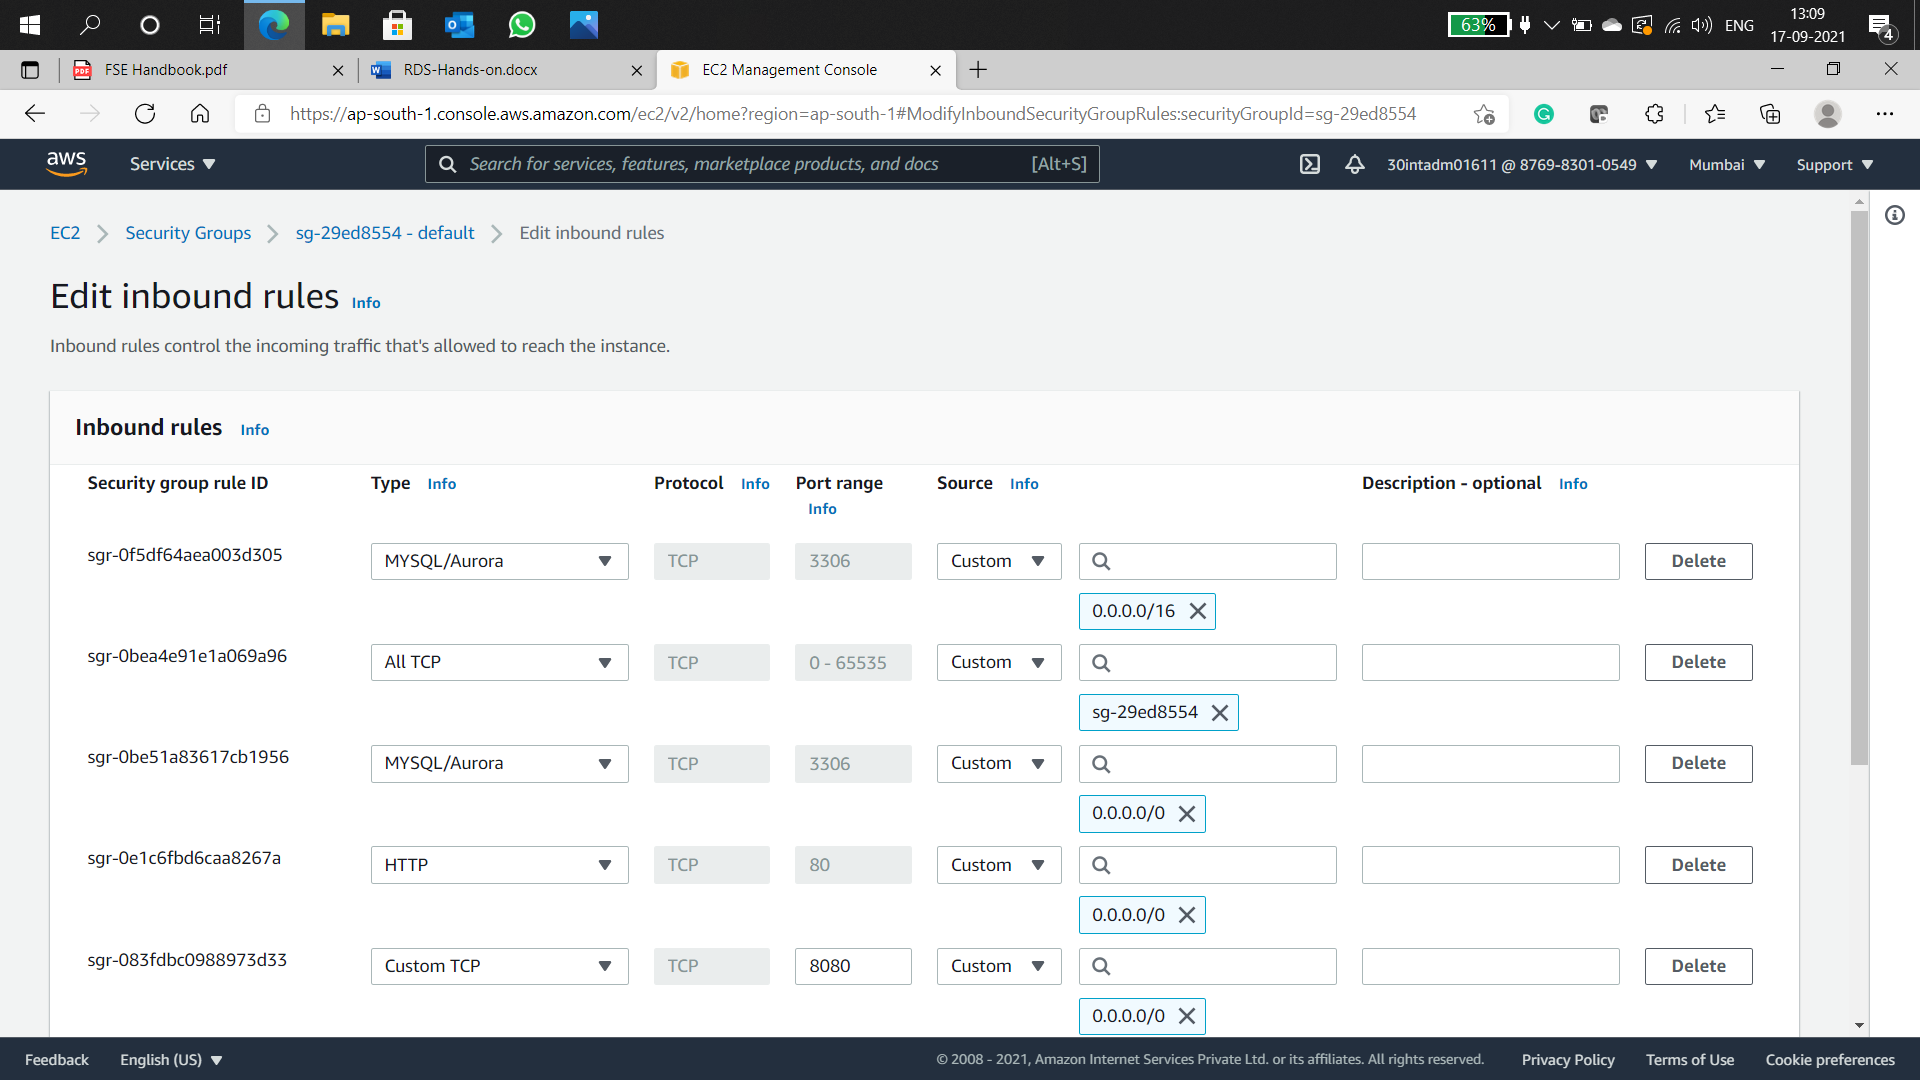 63%
ENG
13:09
17-09-2021
4
FSE Handbook.pdf
RDS-Hands-on.docx
EC2 Management Console
https://ap-south-1.console.aws.amazon.com/ec2/v2/home?region=ap-south-1#ModifyInboundSecurityGroupRules:securityGroupId=sg-29ed8554
aws
Services
Search for services, features, marketplace products, and docs [Alt+S]
30intadm01611 @ 8769-8301-0549
Mumbai
Support
EC2 > Security Groups > sg-29ed8554 - default > Edit inbound rules
Edit inbound rules Info
Inbound rules control the incoming traffic that's allowed to reach the instance.
Inbound rules Info
Security group rule ID Type Info Protocol Info Port range Source Info Description - optional Info
Info
sgr-0f5df64aea003d305 MYSQL/Aurora TCP 3306 Custom Delete
0.0.0.0/16
sgr-0bea4e91e1a069a96 All TCP TCP 0 - 65535 Custom Delete
sg-29ed8554
sgr-0be51a83617cb1956 MYSQL/Aurora TCP 3306 Custom Delete
0.0.0.0/0
sgr-0e1c6fbd6caa8267a HTTP TCP 80 Custom Delete
0.0.0.0/0
sgr-083fdbc0988973d33 Custom TCP TCP 8080 Custom Delete
0.0.0.0/0
Feedback English (US) © 2008 - 2021, Amazon Internet Services Private Ltd. or its affiliates. All rights reserved. Privacy Policy Terms of Use Cookie preferences